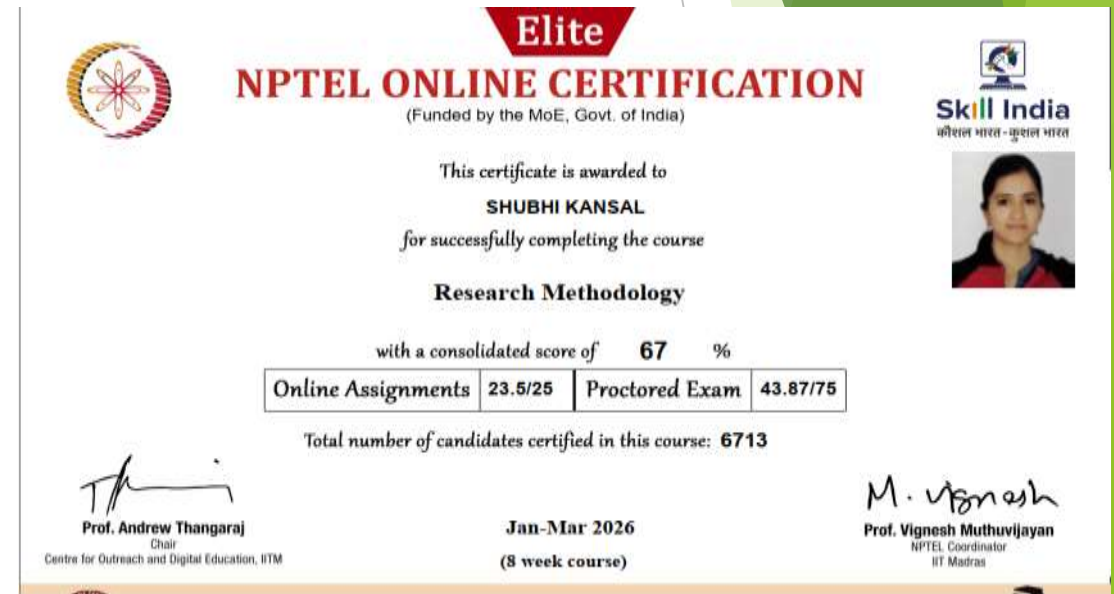 Elite
NPTEL ONLINE CERTIFICATION
(Funded by the MoE, Govt. of India)
Skill India
कौशल भारत - कुशल भारत
This certificate is awarded to
SHUBHI KANSAL
for successfully completing the course
Research Methodology
with a consolidated score of 67 %
Online Assignments 23.5/25 Proctored Exam 43.87/75
Total number of candidates certified in this course: 6713
M. Vignesh
Prof. Andrew Thangaraj
Chair
Centre for Outreach and Digital Education, IITM
Jan-Mar 2026
(8 week course)
Prof. Vignesh Muthuvijayan
NPTEL Coordinator
IIT Madras